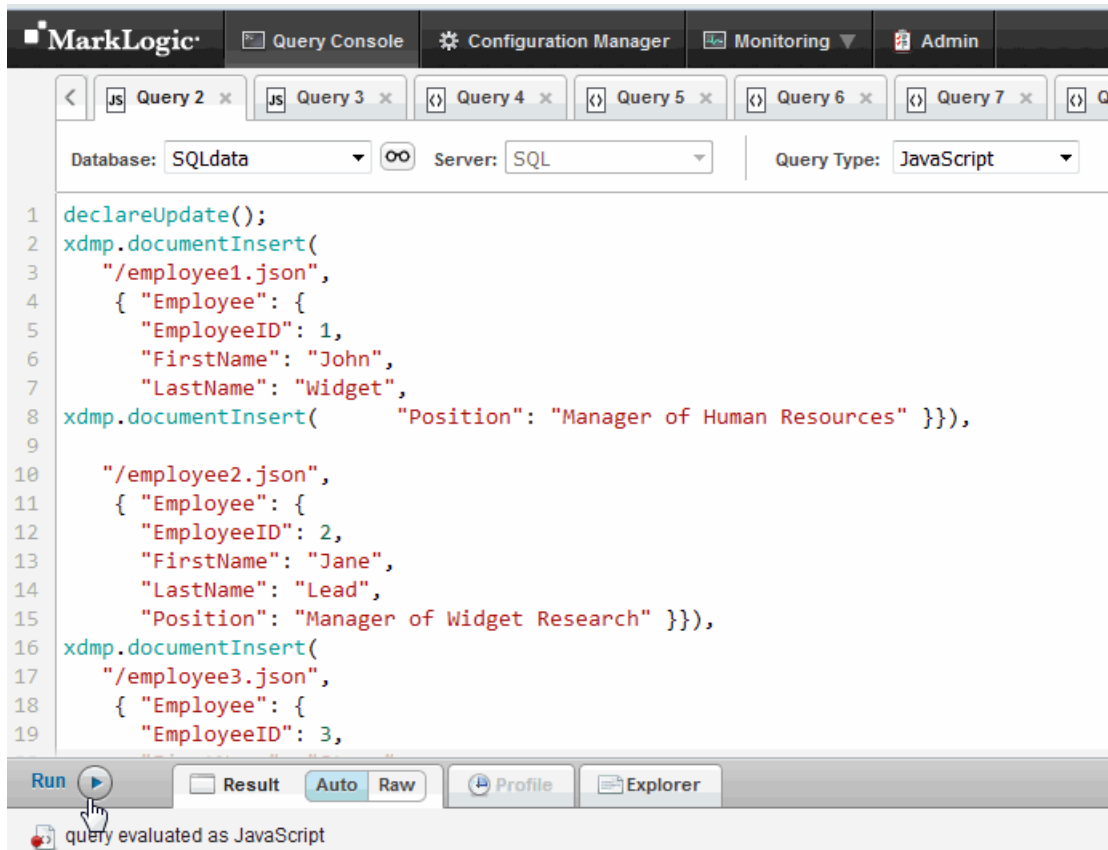 MarkLogic Query Console Configuration Manager Monitoring Admin
JS Query 2 x JS Query 3 x Query 4 x Query 5 x Query 6 x Query 7 x
Database: SQLdata Server: SQL Query Type: JavaScript
1 declareUpdate();
2 xdmp.documentInsert(
3 "/employee1.json",
4 { "Employee": {
5 "EmployeeID": 1,
6 "FirstName": "John",
7 "LastName": "Widget",
8 xdmp.documentInsert( "Position": "Manager of Human Resources" }}),
9
10 "/employee2.json",
11 { "Employee": {
12 "EmployeeID": 2,
13 "FirstName": "Jane",
14 "LastName": "Lead",
15 "Position": "Manager of Widget Research" }}),
16 xdmp.documentInsert(
17 "/employee3.json",
18 { "Employee": {
19 "EmployeeID": 3,
Run Result Auto Raw Profile Explorer
query evaluated as JavaScript